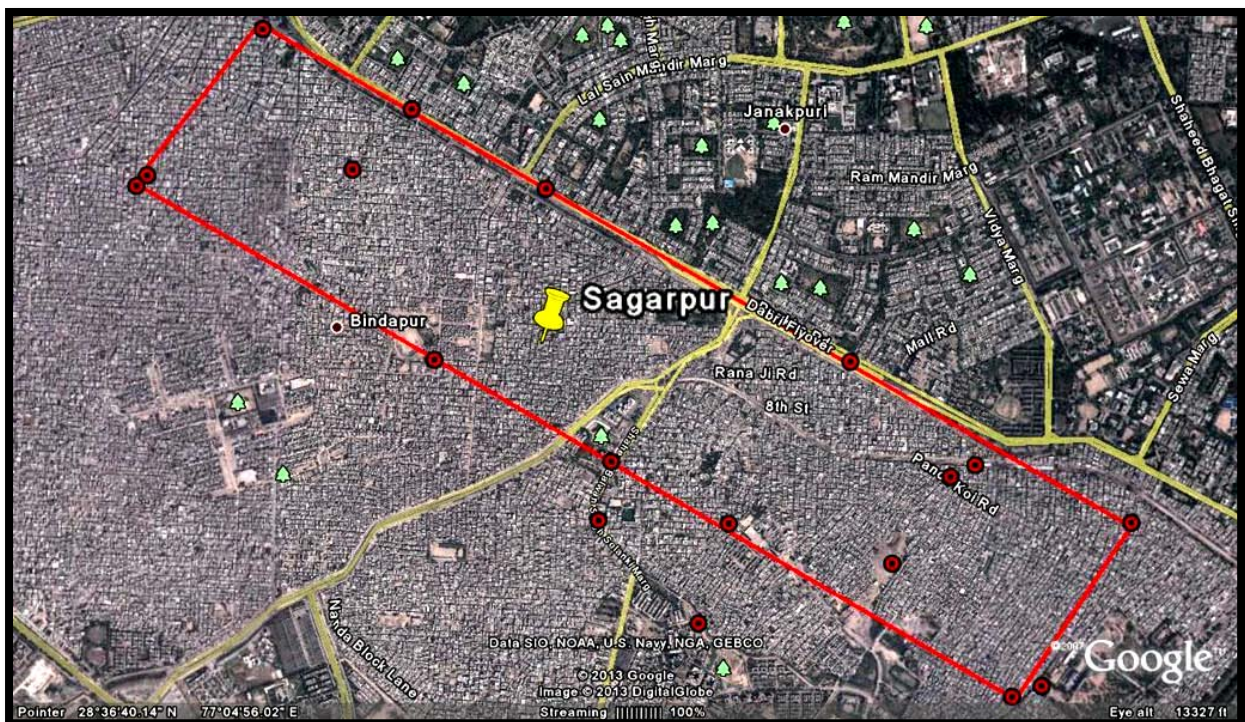 Lal Sain Mandir Marg
Janakpuri
Ram Mandir Marg
Vidya Marg
Sagarpur
Bindapur
Dabri Flyover
Mall Rd
Sewa Marg
Rana Ji Rd
8th St
Nanda Block Lane
Data SIO, NOAA, U.S. Navy, NGA, GEBCO
© 2013 Google
Image © 2013 DigitalGlobe
Google
Pointer 28°36'40.14" N 77°04'56.02" E
Streaming 100%
Eye alt 13327 ft